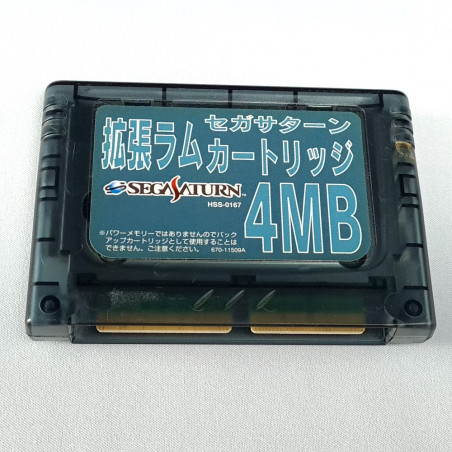 セガサターン
拡張ラムカートリッジ
SEGA SATURN™
HSS-0167
4MB
※パワーメモリーではありませんのでバック
アップカートリッジとして使用することは
できません。ご注意ください。 670-11509A